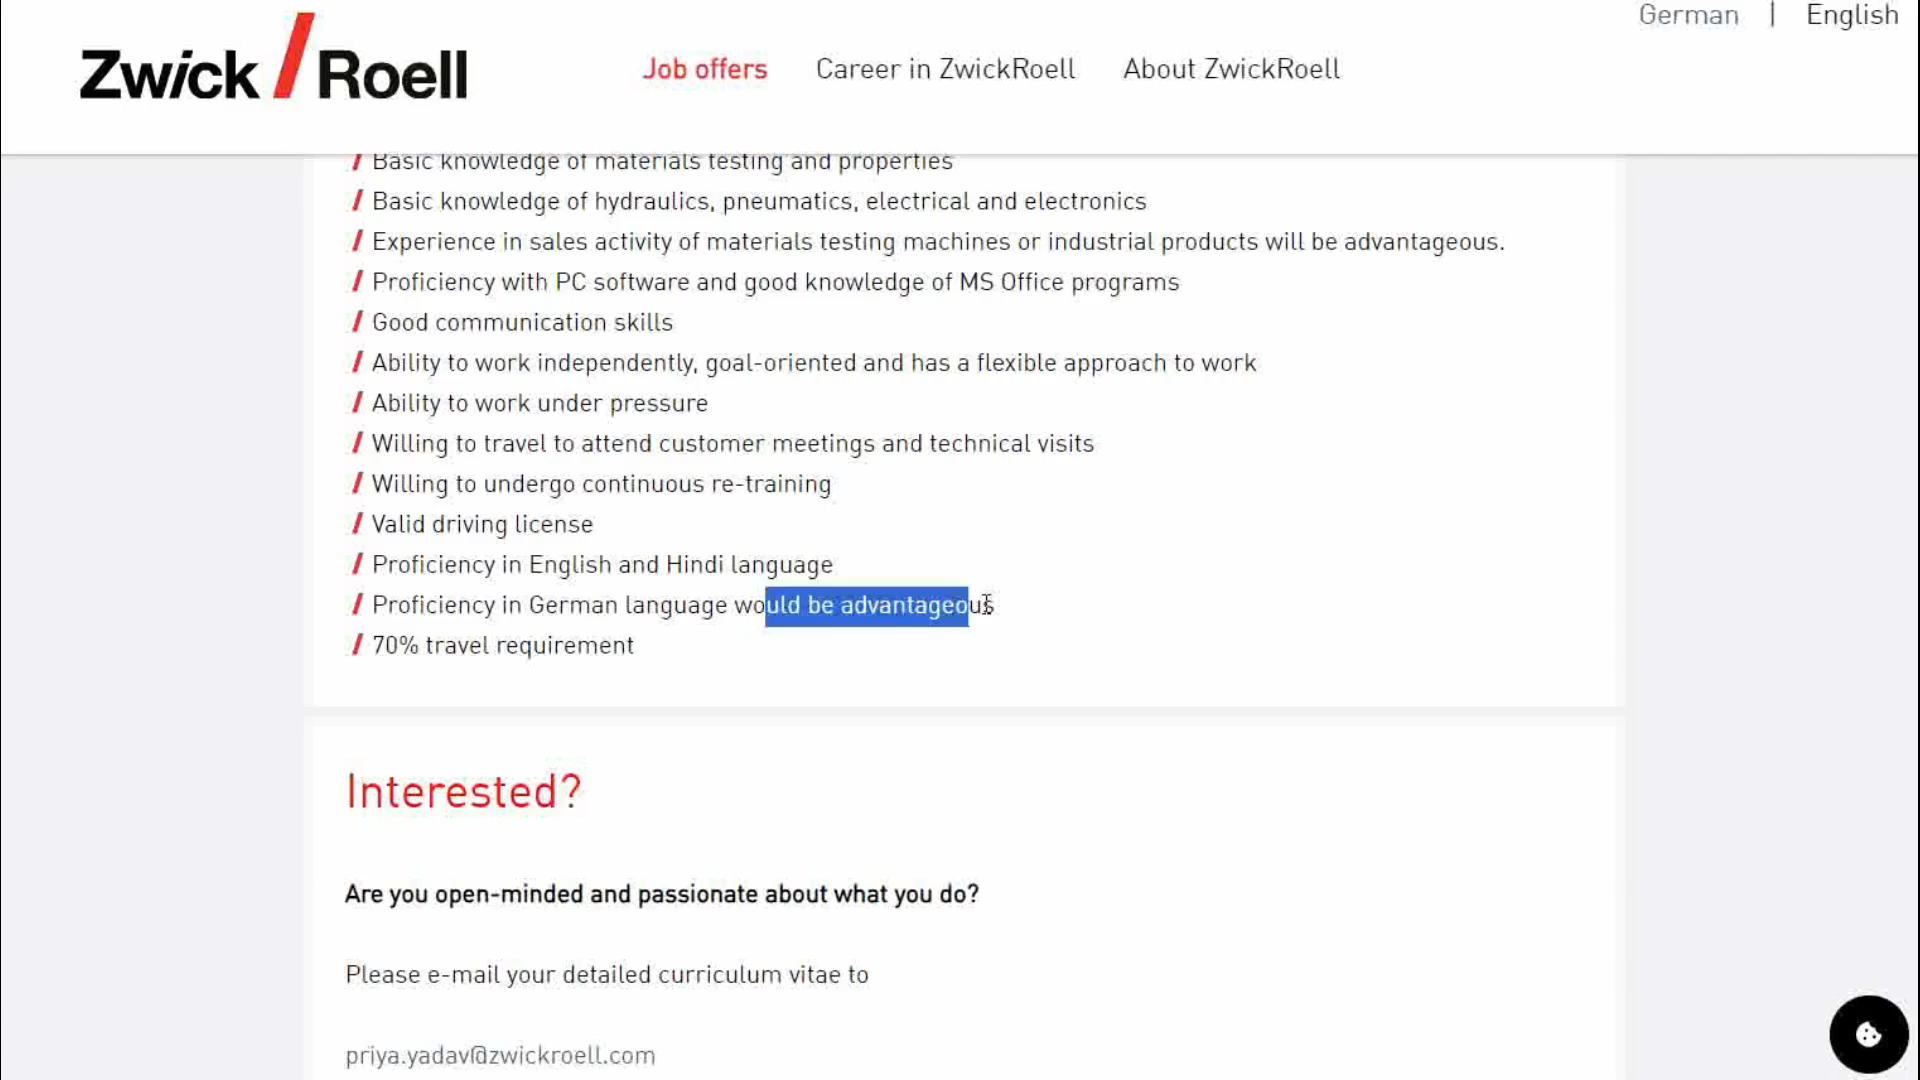 German | English
Zwick / Roell
Job offers Career in ZwickRoell About ZwickRoell
/ Basic knowledge of materials testing and properties
/ Basic knowledge of hydraulics, pneumatics, electrical and electronics
/ Experience in sales activity of materials testing machines or industrial products will be advantageous.
/ Proficiency with PC software and good knowledge of MS Office programs
/ Good communication skills
/ Ability to work independently, goal-oriented and has a flexible approach to work
/ Ability to work under pressure
/ Willing to travel to attend customer meetings and technical visits
/ Willing to undergo continuous re-training
/ Valid driving license
/ Proficiency in English and Hindi language
/ Proficiency in German language would be advantageous
/ 70% travel requirement
Interested?
Are you open-minded and passionate about what you do?
Please e-mail your detailed curriculum vitae to
priya.yadav@zwickroell.com